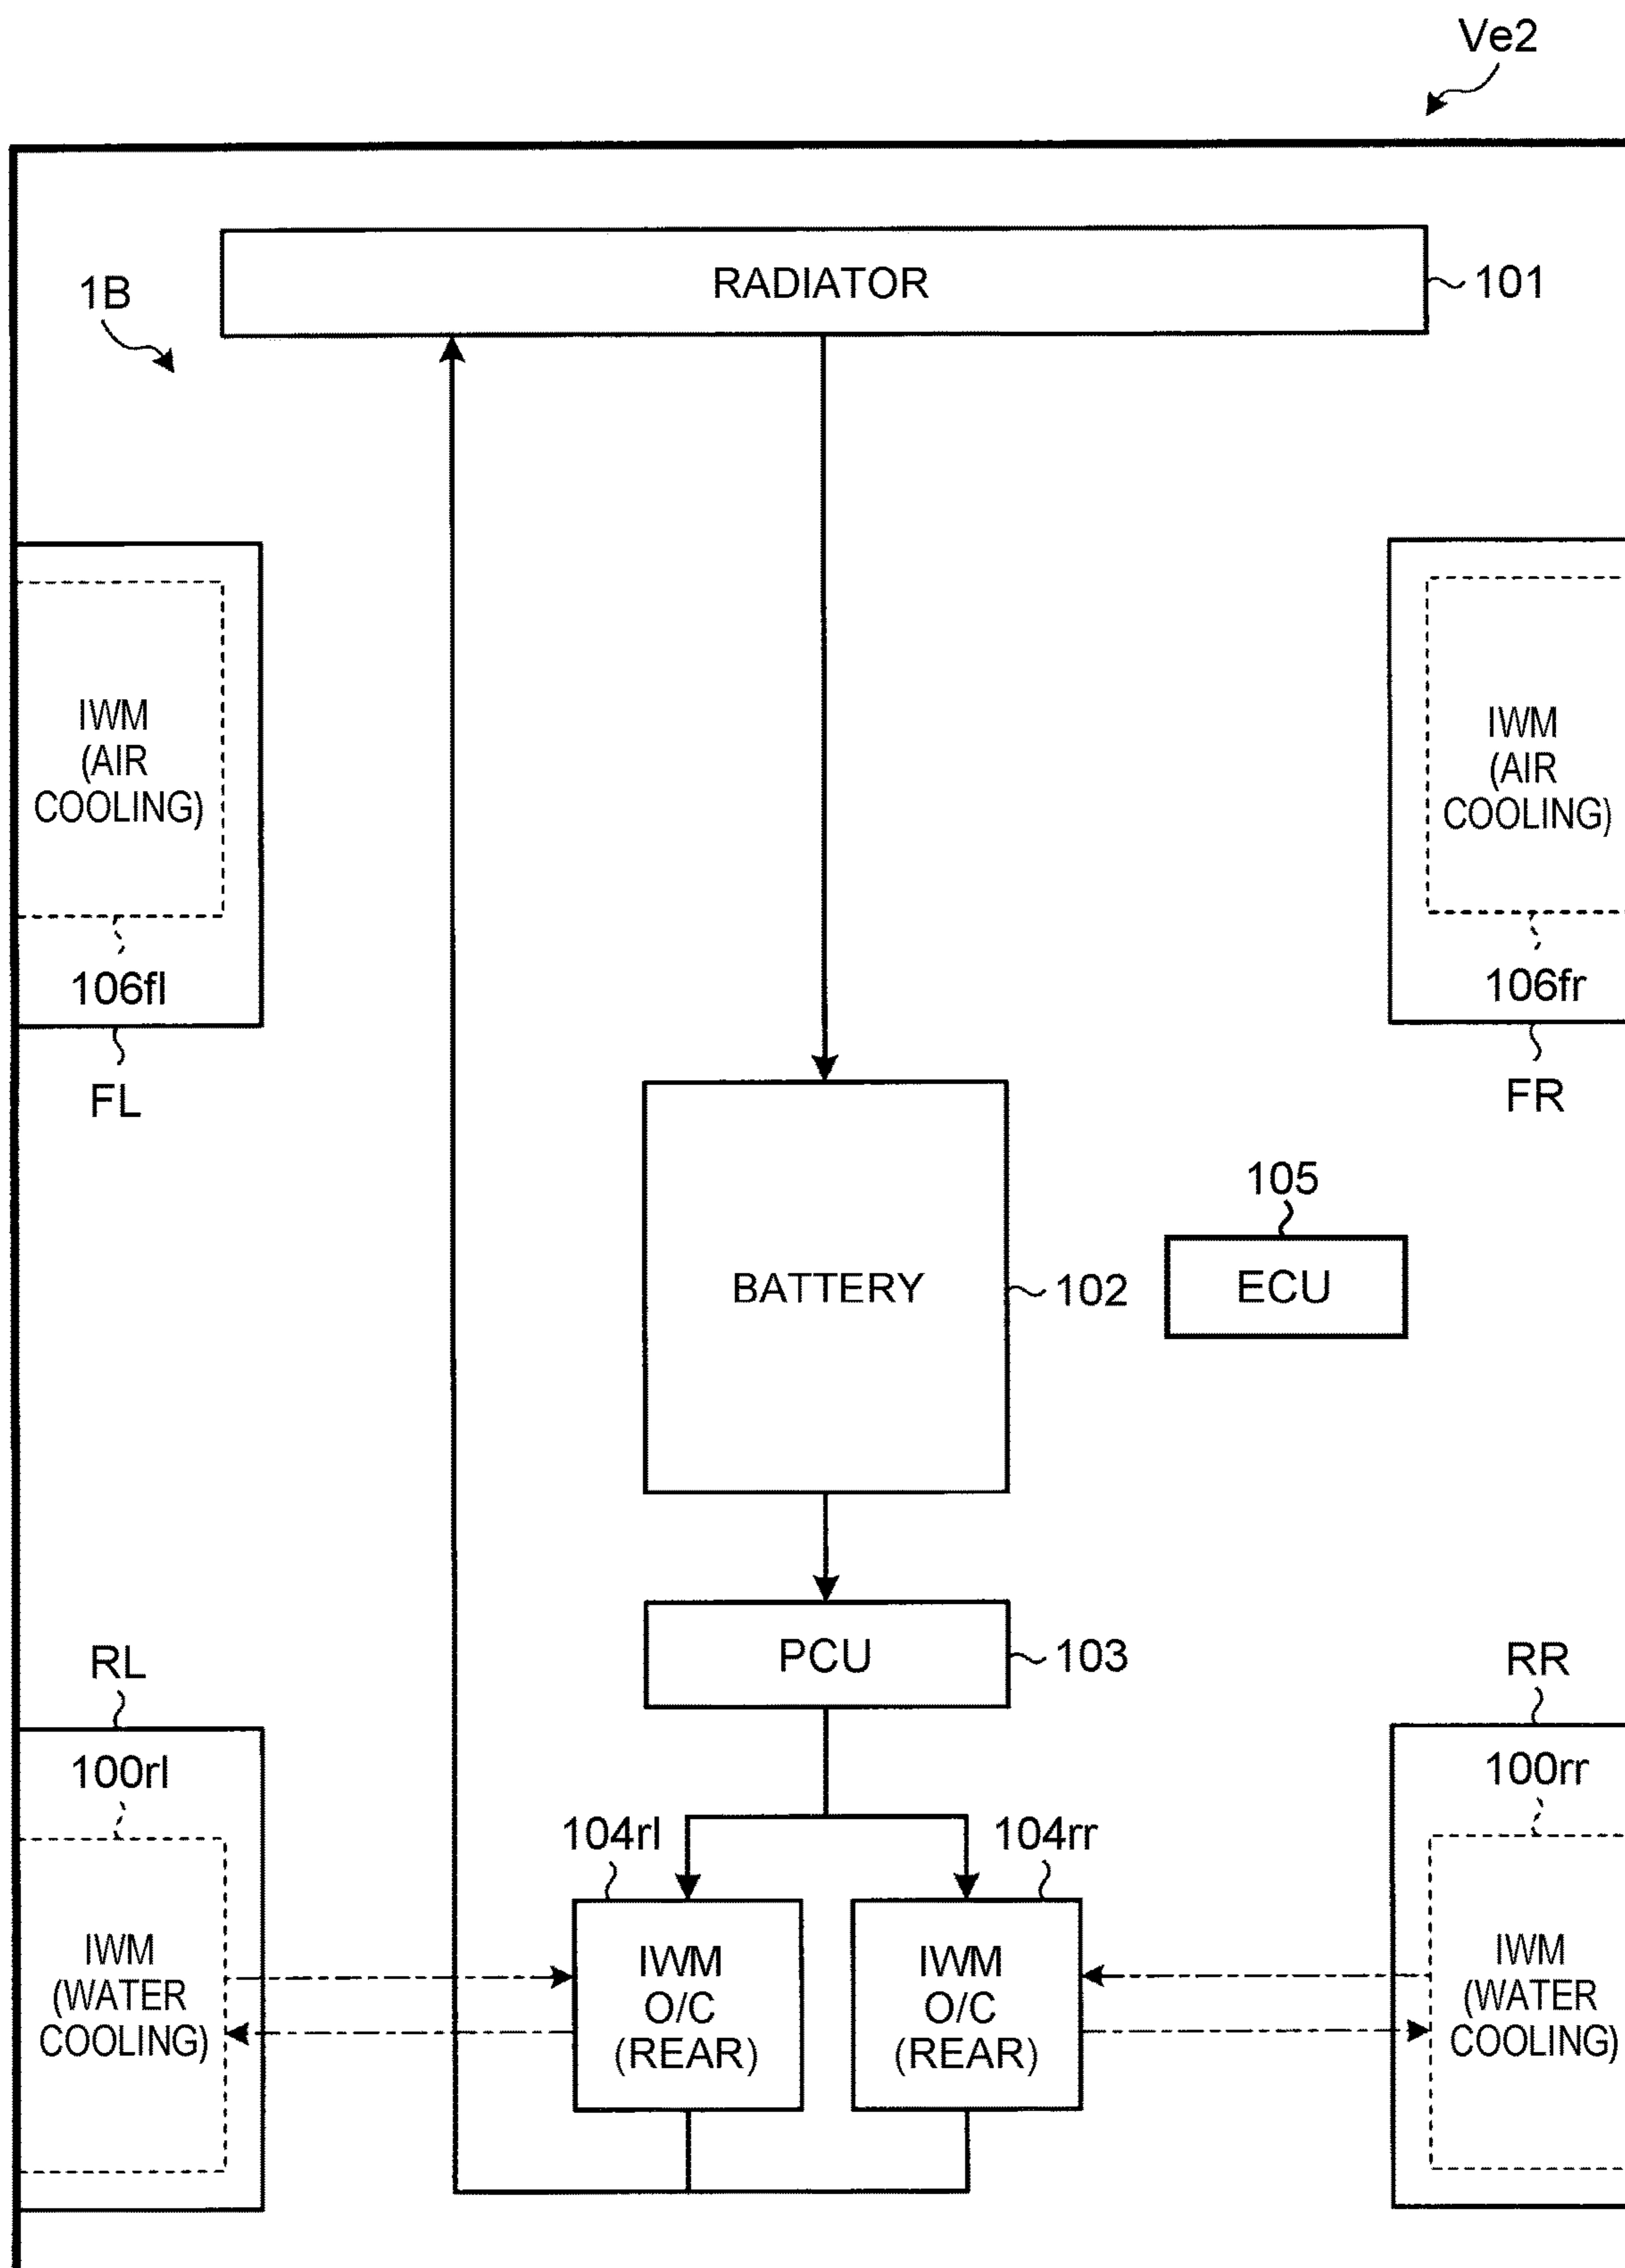 Ve2
RADIATOR
101
1B
IWM
(AIR
COOLING)
106fl
FL
IWM
(AIR
COOLING)
106fr
FR
BATTERY
102
105
ECU
PCU
103
RL
100rl
IWM
(WATER
COOLING)
104rl
IWM
O/C
(REAR)
104rr
IWM
O/C
(REAR)
RR
100rr
IWM
(WATER
COOLING)